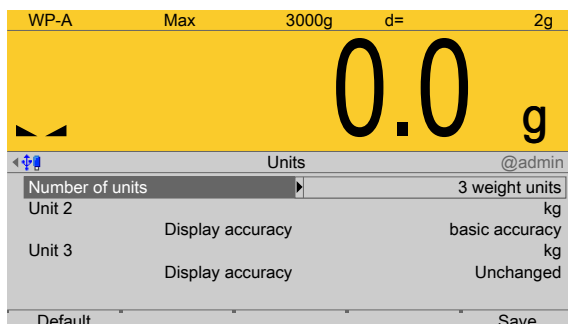 WP-A Max 3000g d= 2g
0.0 g
Units @admin
Number of units 3 weight units
Unit 2 kg
Display accuracy basic accuracy
Unit 3 kg
Display accuracy Unchanged
Default Save